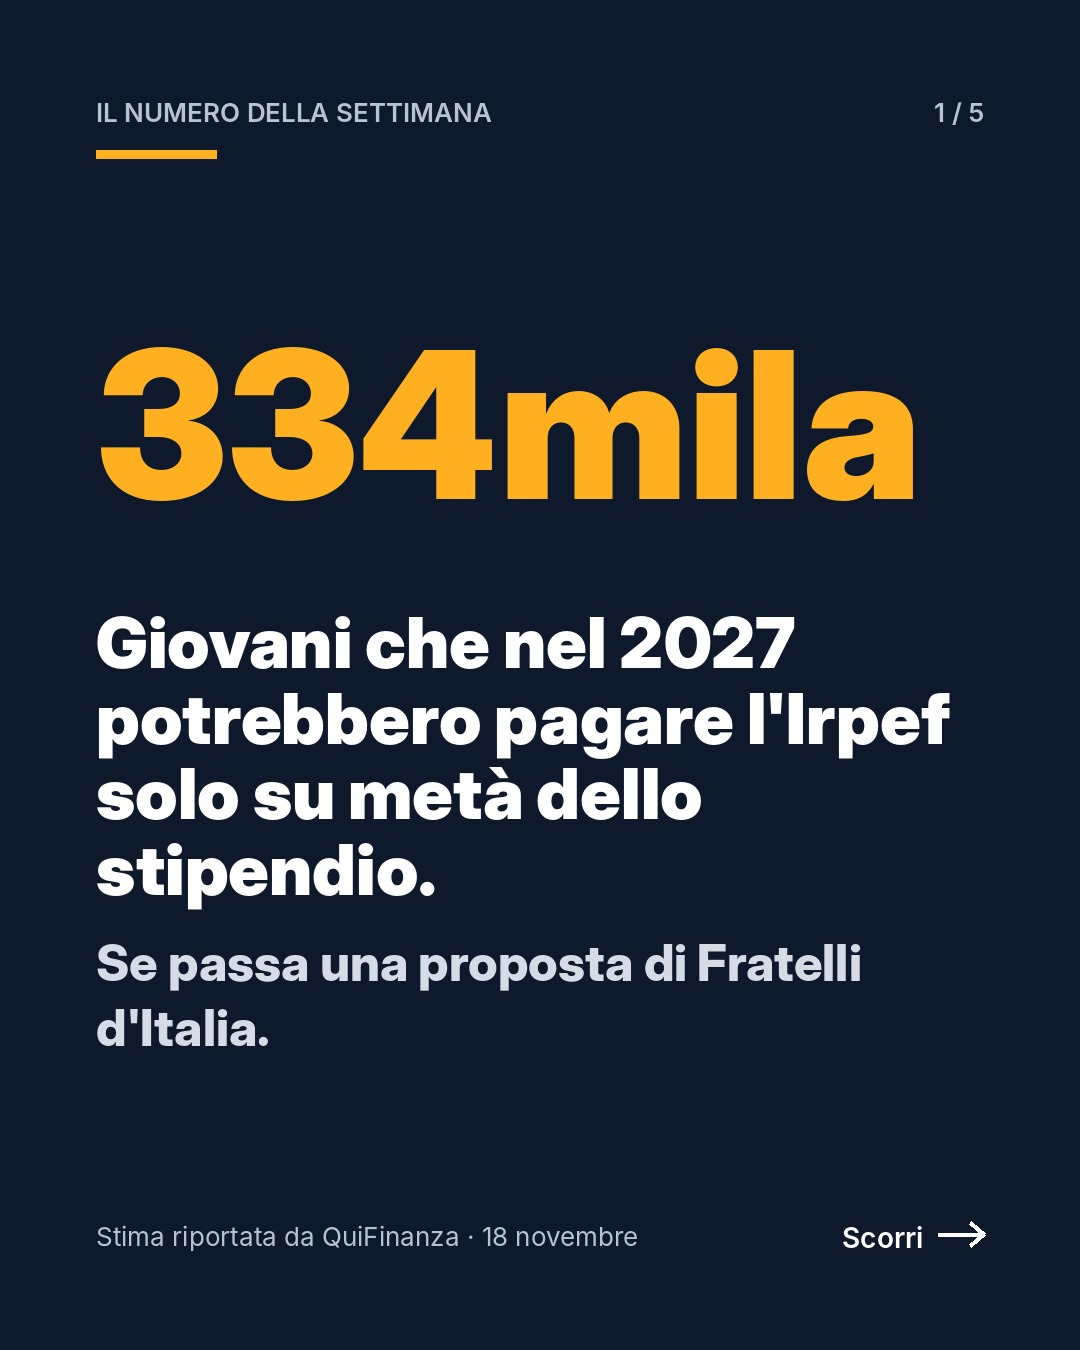 IL NUMERO DELLA SETTIMANA
1 / 5
334mila
Giovani che nel 2027
potrebbero pagare l'Irpef
solo su metà dello
stipendio.
Se passa una proposta di Fratelli
d'Italia.
Stima riportata da QuiFinanza · 18 novembre
Scorri →